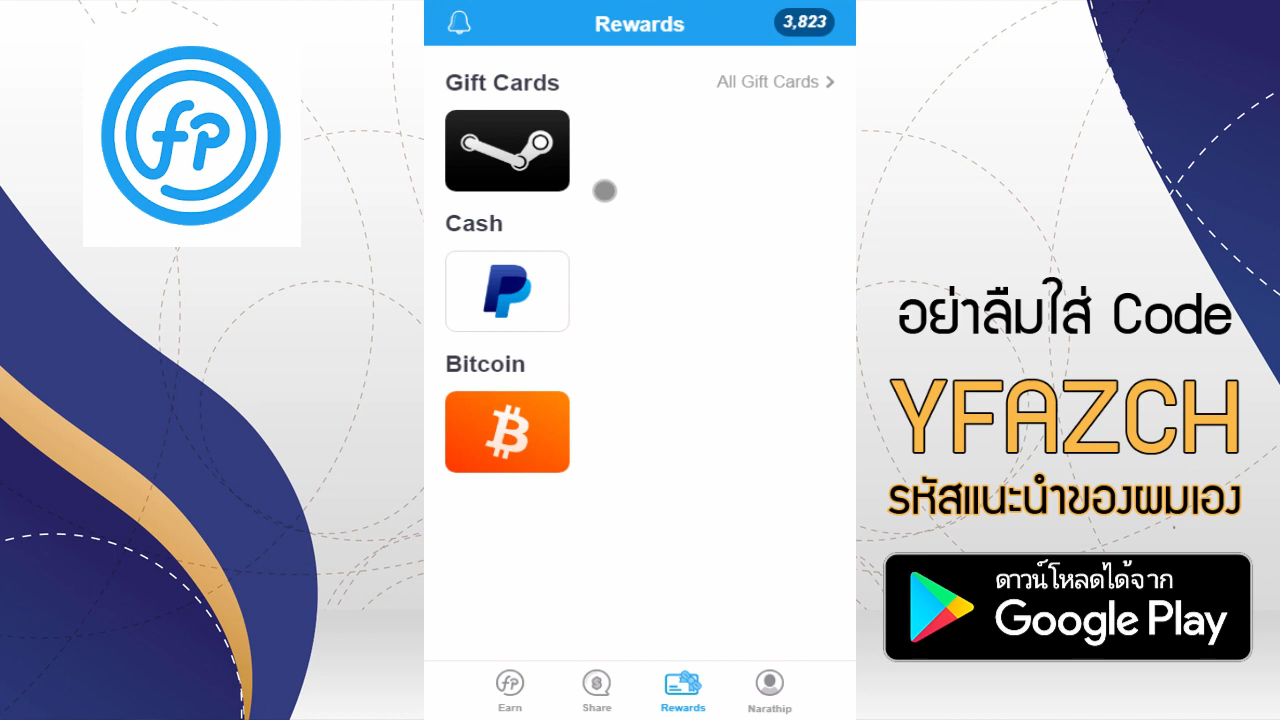 fp
Rewards
3,823
Gift Cards
All Gift Cards
Cash
Bitcoin
Earn
Share
Rewards
Narathip
อย่าลืมใส่ Code
YFAZCH
รหัสแนะนำของผมเอง
ดาวน์โหลดได้จาก
Google Play